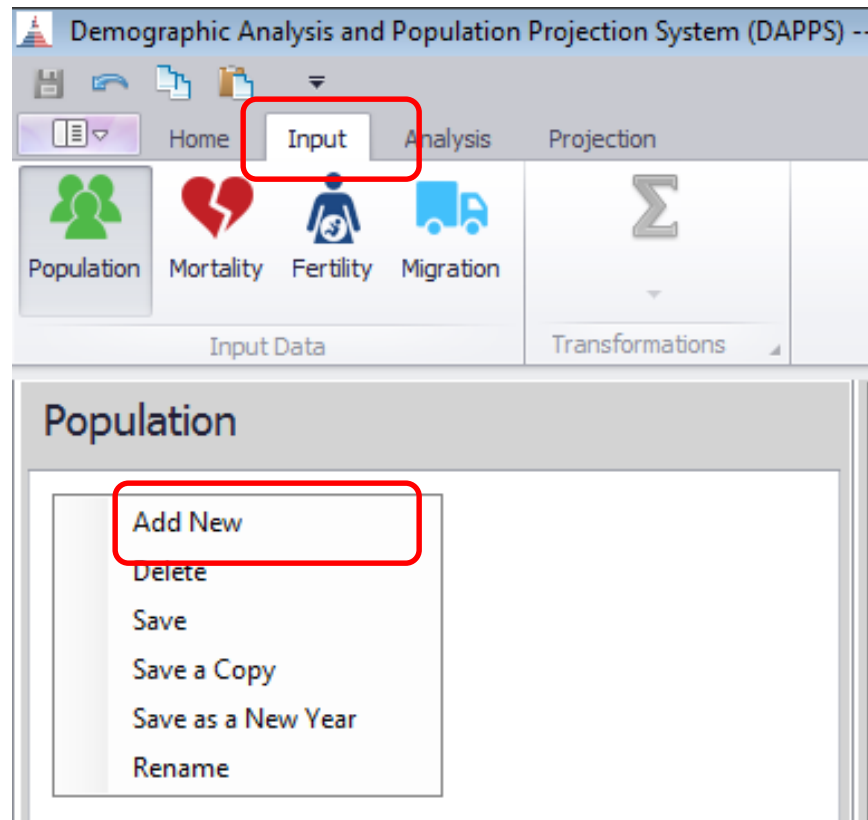 Demographic Analysis and Population Projection System (DAPPS) --
Home Input Analysis Projection
Population Mortality Fertility Migration
Input Data Transformations
Population
Add New
Delete
Save
Save a Copy
Save as a New Year
Rename